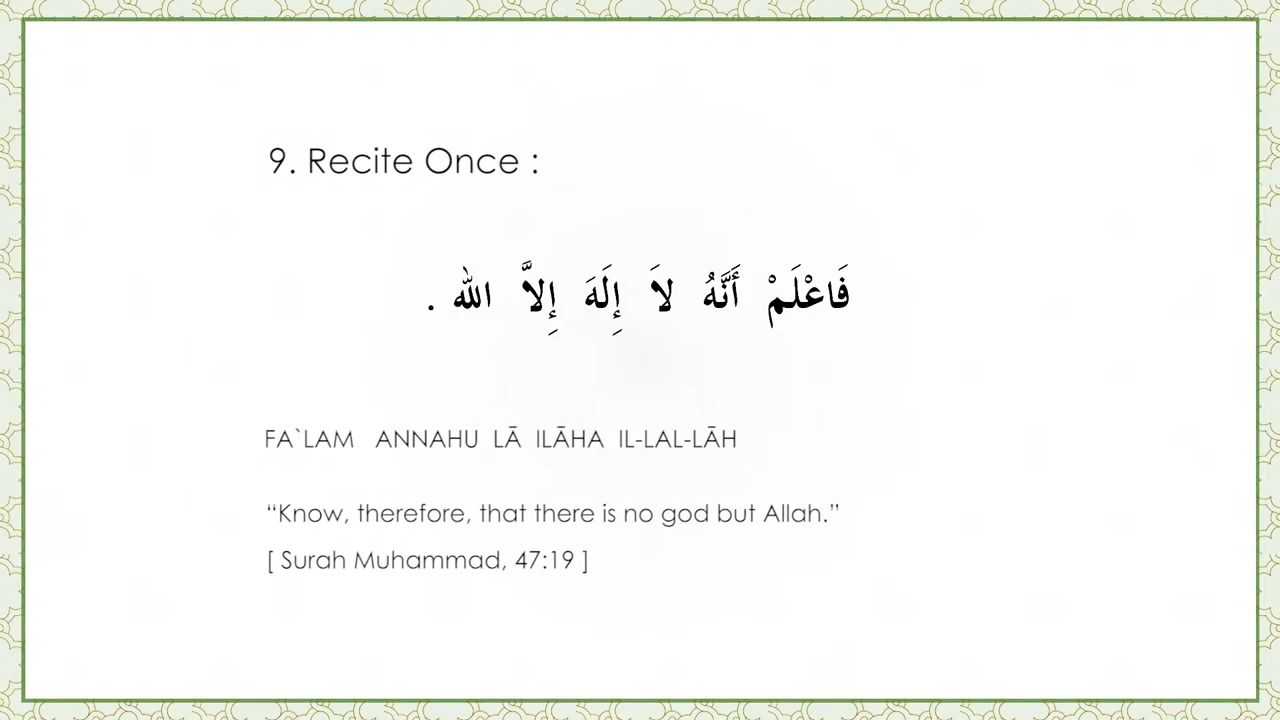 9. Recite Once :
فَاعْلَمْ أَنَّهُ لاَ إِلَهَ إِلاَّ الله .
FA`LAM ANNAHU LĀ ILĀHA IL-LAL-LĀH
“Know, therefore, that there is no god but Allah.”
[ Surah Muhammad, 47:19 ]